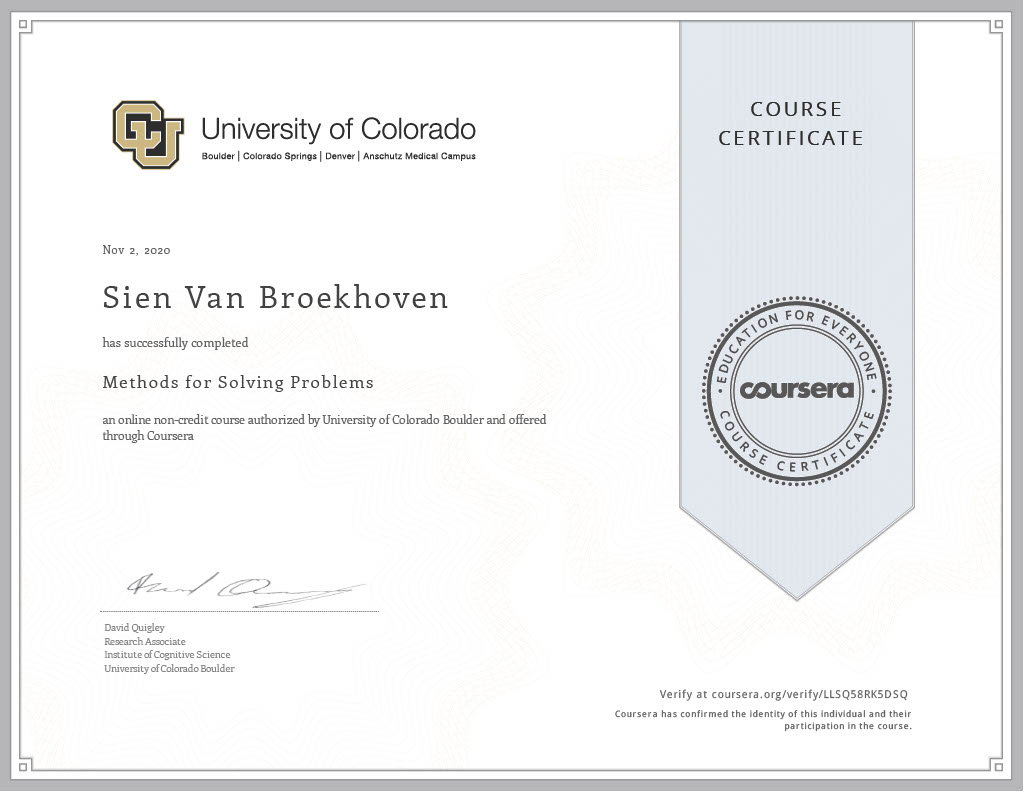 CU
University of Colorado
Boulder | Colorado Springs | Denver | Anschutz Medical Campus
COURSE
CERTIFICATE
Nov 2, 2020
Sien Van Broekhoven
has successfully completed
Methods for Solving Problems
an online non-credit course authorized by University of Colorado Boulder and offered
through Coursera
• EDUCATION FOR EVERYONE •
coursera
COURSE CERTIFICATE
David Quigley
Research Associate
Institute of Cognitive Science
University of Colorado Boulder
Verify at coursera.org/verify/LLSQ58RK5DSQ
Coursera has confirmed the identity of this individual and their
participation in the course.